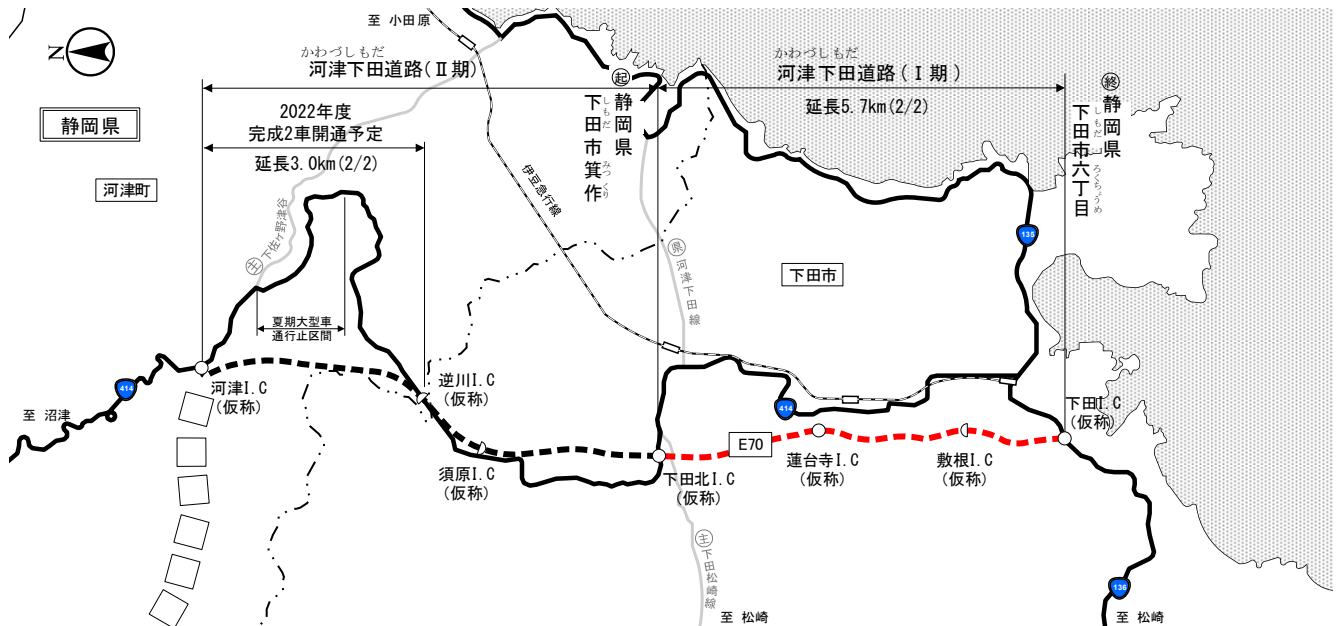 至 小田原
N
静岡県
河津町
かわづしもだ
河津下田道路(Ⅱ期)
2022年度
完成2車開通予定
延長3.0km(2/2)
起
静岡県
下田市箕作
しもだ
みつくり
かわづしもだ
河津下田道路(Ⅰ期)
延長5.7km(2/2)
終
静岡県
下田市六丁目
しもだ
ろくちょうめ
伊豆急行線
主
下佐ケ野津谷
県
河津下田線
下田市
135
夏期大型車
通行止区間
414
至 沼津
河津I.C
(仮称)
逆川I.C
(仮称)
須原I.C
(仮称)
下田北I.C
(仮称)
E70
414
蓮台寺I.C
(仮称)
敷根I.C
(仮称)
下田I.C
(仮称)
主
下田松崎線
至 松崎
136
至 松崎